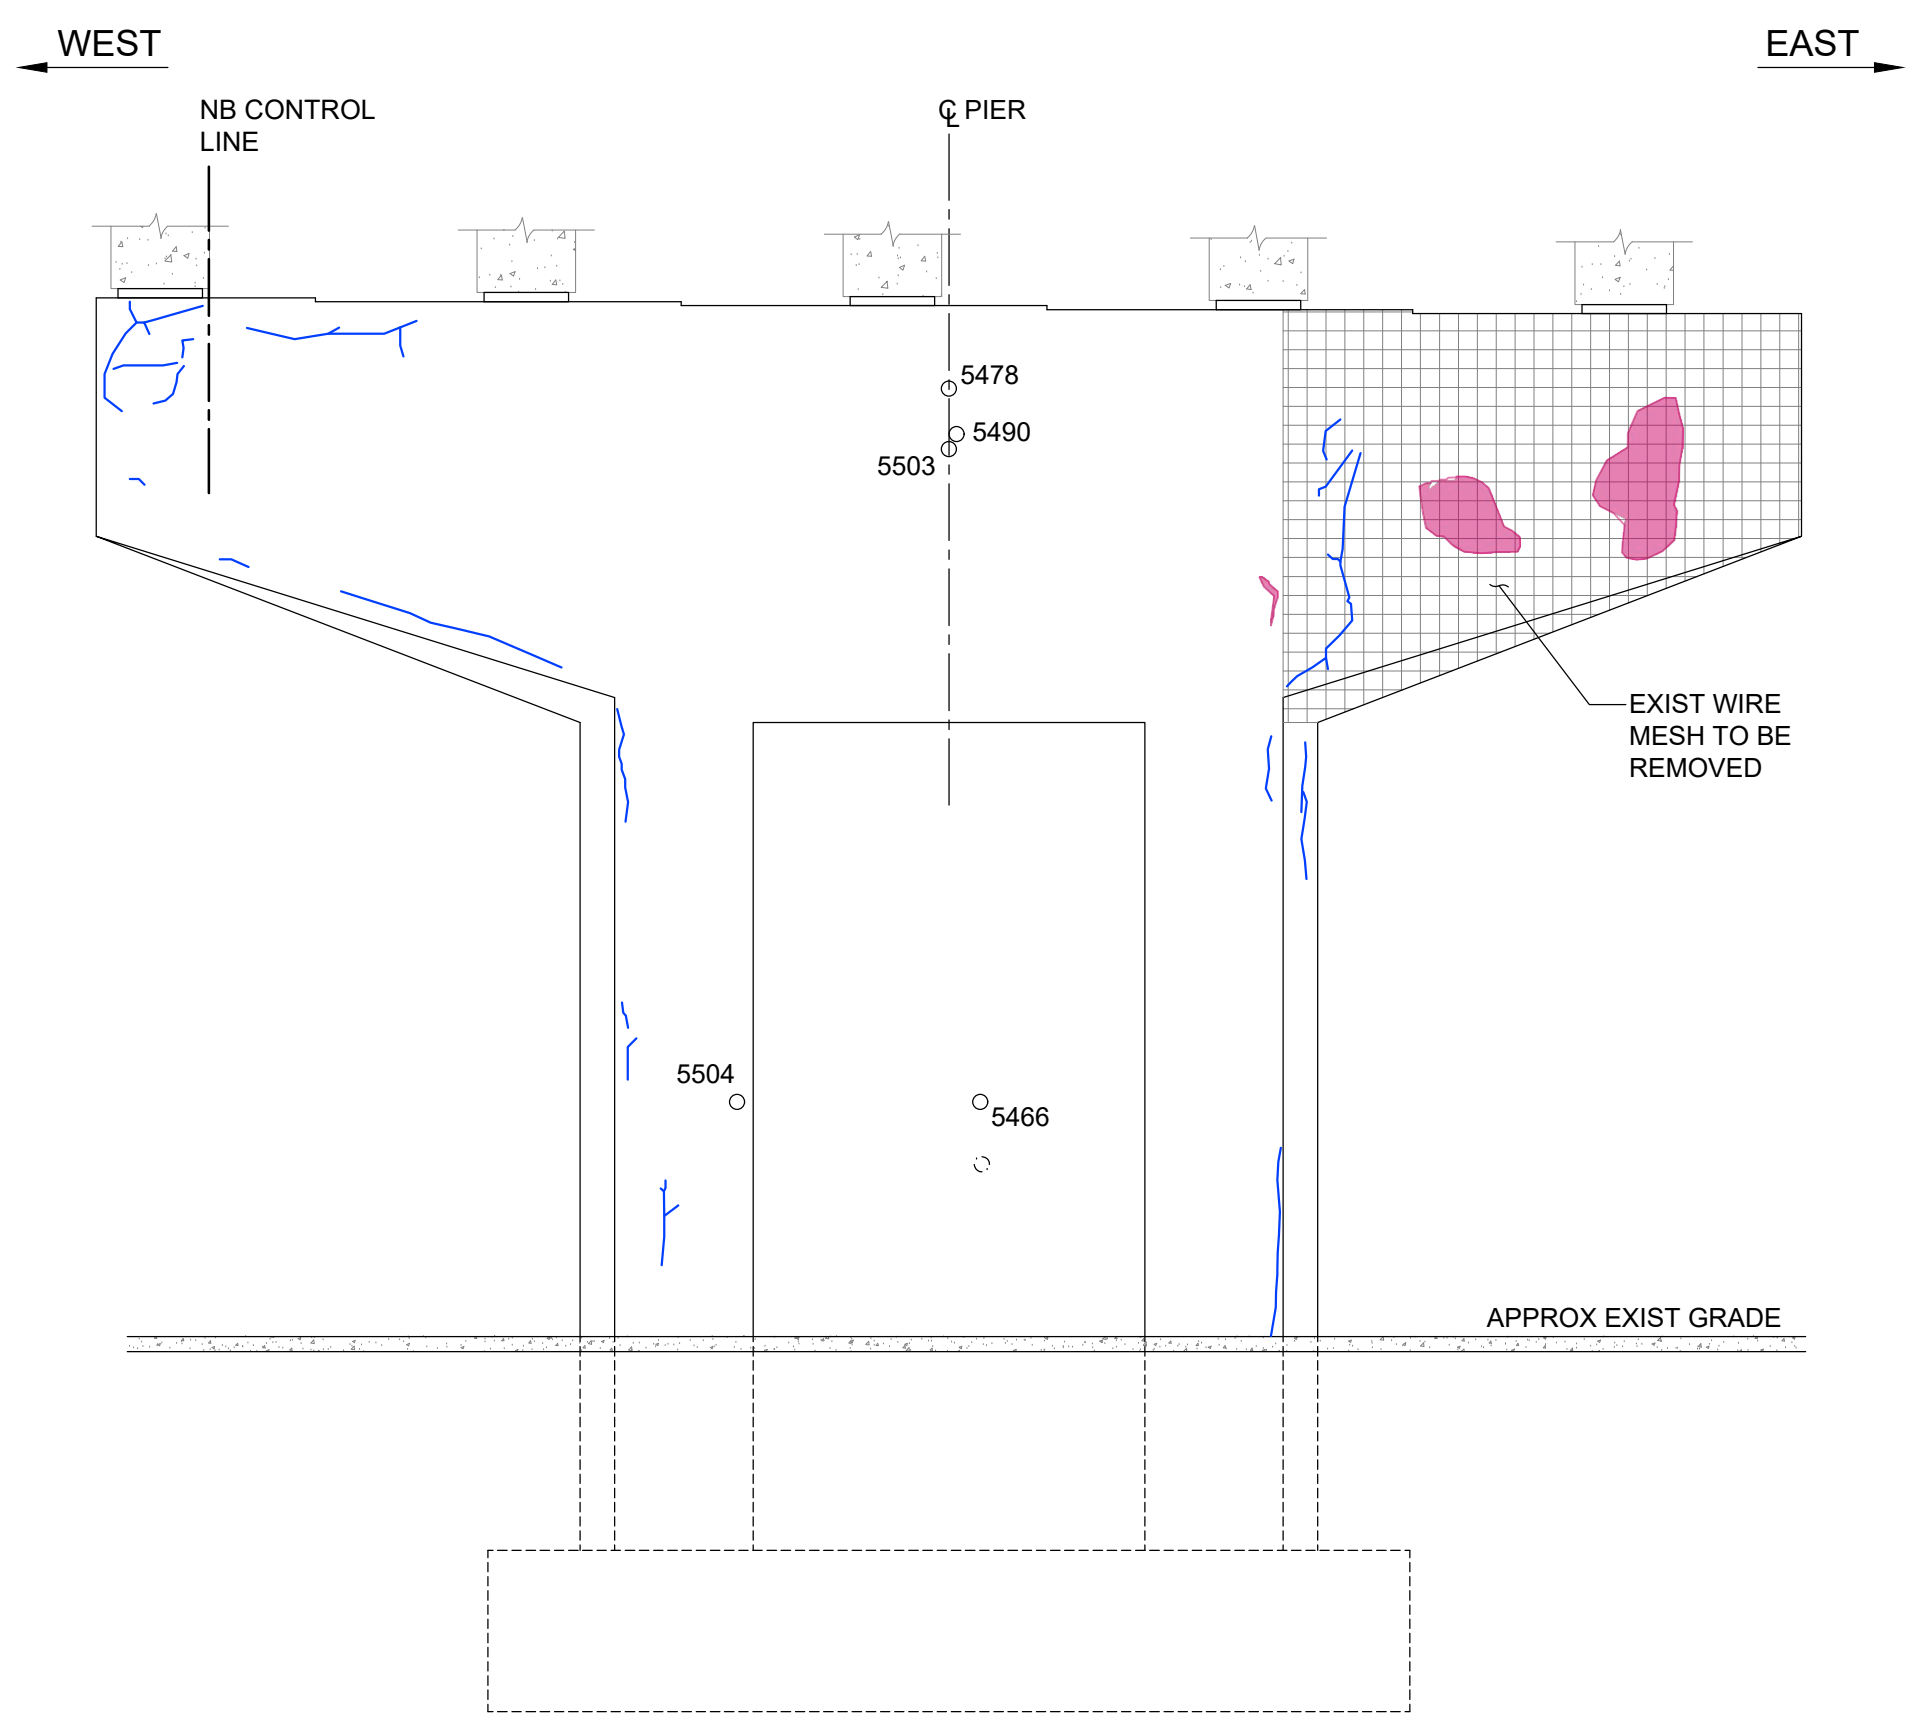 WEST
EAST
NB CONTROL
LINE
℄ PIER
5478
5490
5503
EXIST WIRE
MESH TO BE
REMOVED
5504
5466
APPROX EXIST GRADE